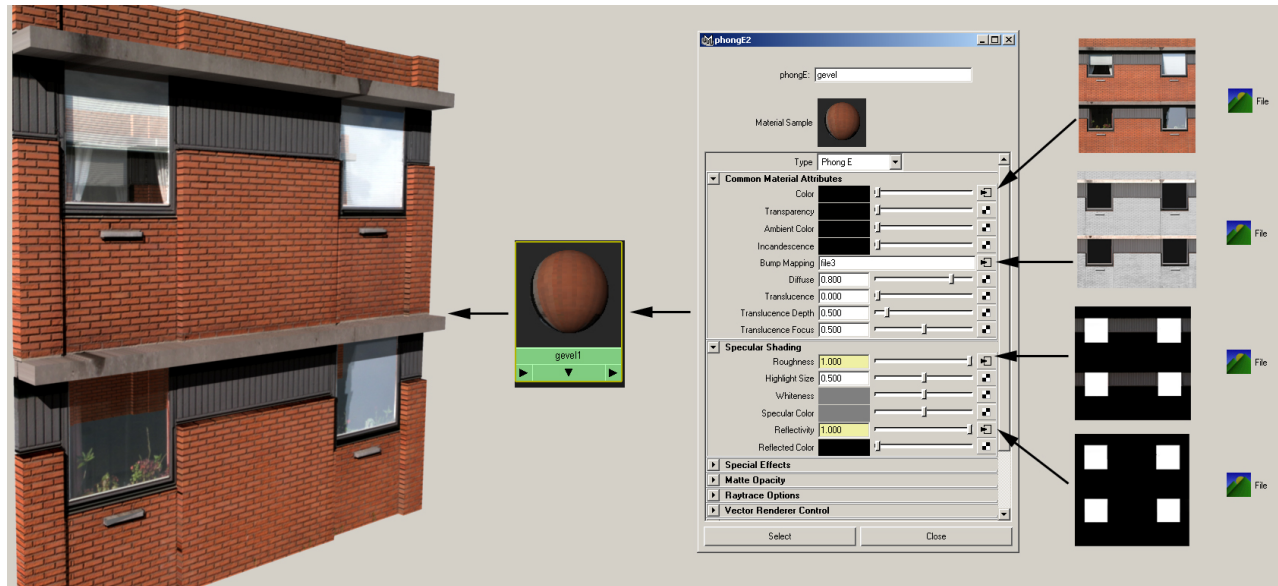 phongE2
phongE: gevel
Material Sample
Type Phong E
Common Material Attributes
Color
Transparency
Ambient Color
Incandescence
Bump Mapping file3
Diffuse 0.800
Translucence 0.000
Translucence Depth 0.500
Translucence Focus 0.500
Specular Shading
Roughness 1.000
Highlight Size 0.500
Whiteness
Specular Color
Reflectivity 1.000
Reflected Color
Special Effects
Matte Opacity
Raytrace Options
Vector Renderer Control
Select Close
gevel1
File
File
File
File